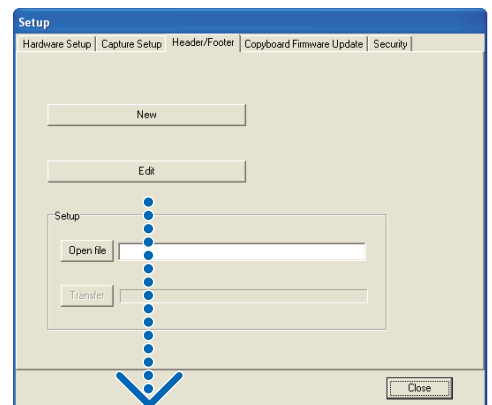 Setup
Hardware Setup Capture Setup Header/Footer Copyboard Firmware Update Security
New
Edit
Setup
Open file
Transfer
Close